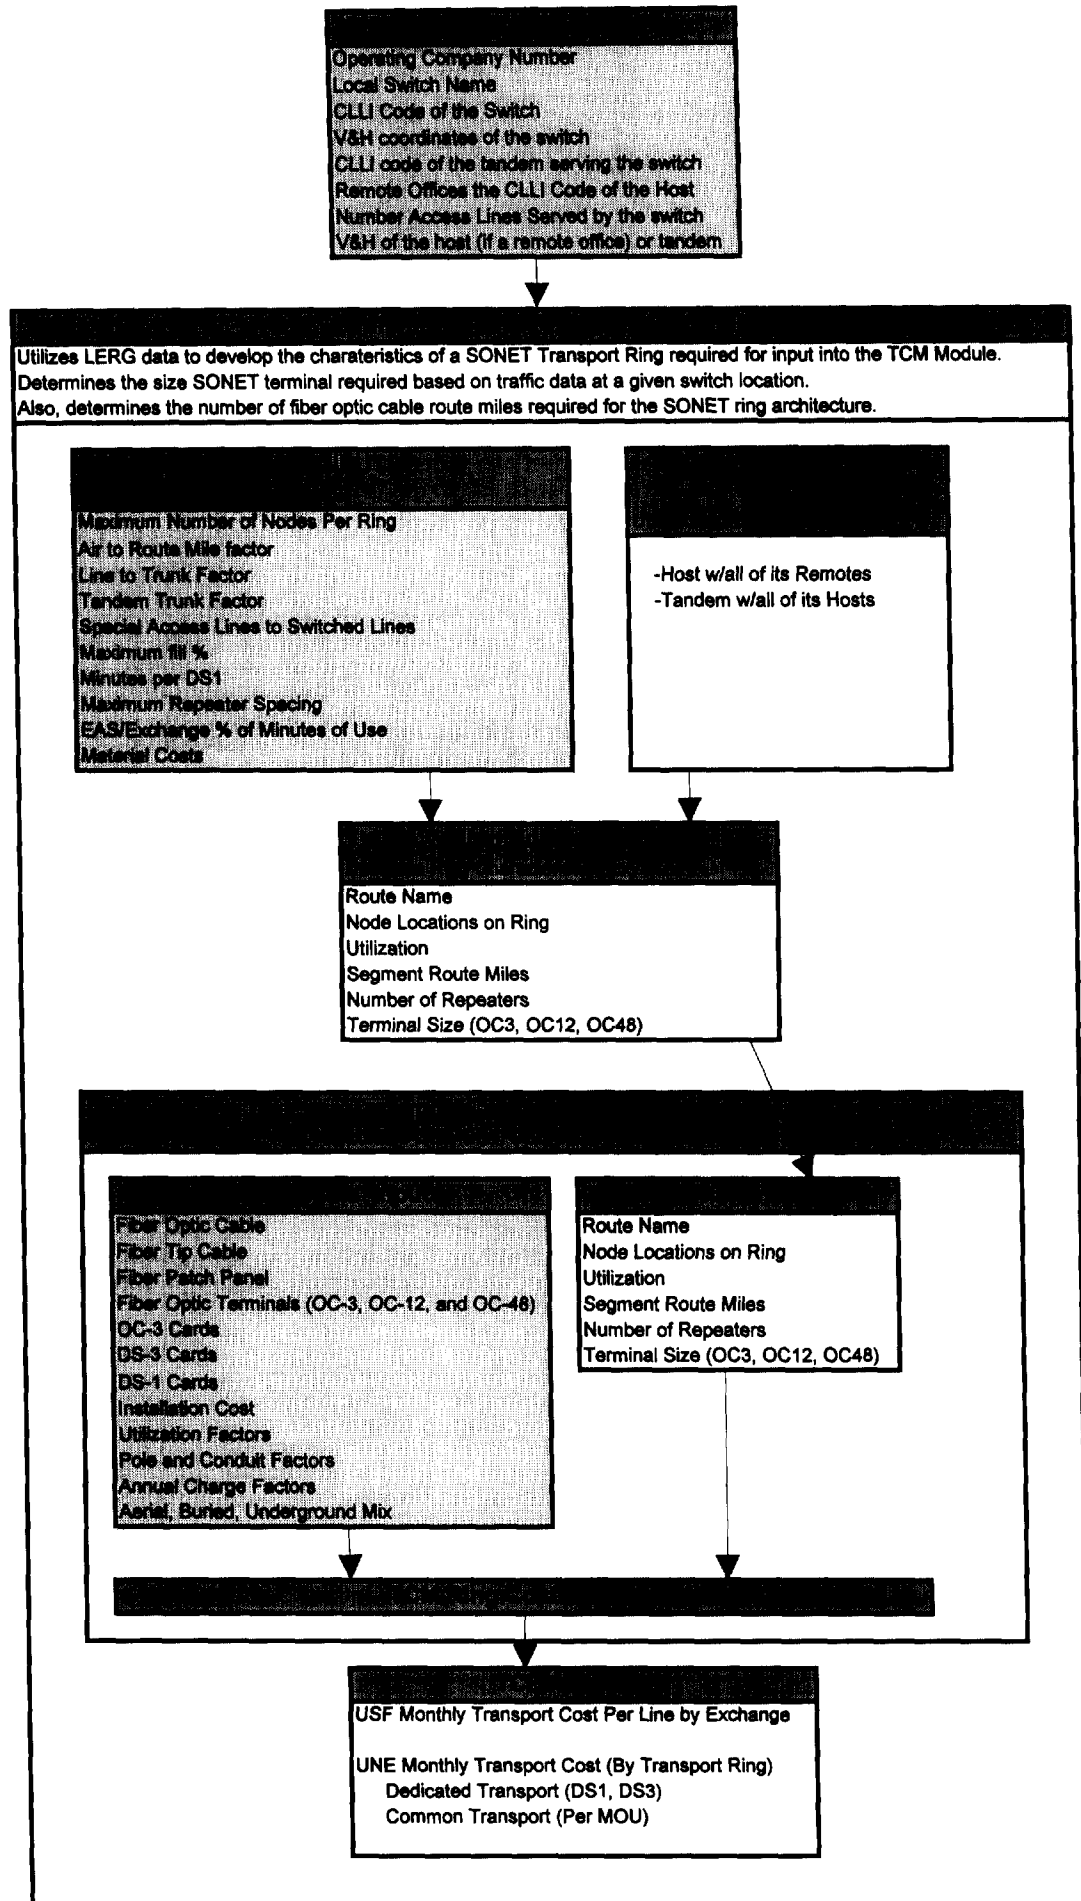 Operating Company Number
Local Switch Name
CLLI Code of the Switch
V&H coordinates of the switch
CLLI code of the tandem serving the switch
Remote Offices the CLLI Code of the Host
Number Access Lines Served by the switch
V&H of the host (if a remote office) or tandem
Utilizes LERG data to develop the charateristics of a SONET Transport Ring required for input into the TCM Module.
Determines the size SONET terminal required based on traffic data at a given switch location.
Also, determines the number of fiber optic cable route miles required for the SONET ring architecture.
Maximum Number of Nodes Per Ring
Air to Route Mile factor
Line to Trunk Factor
Tandem Trunk Factor
Special Access Lines to Switched Lines
Maximum fill %
Minutes per DS1
Maximum Repeater Spacing
EAS/Exchange % of Minutes of Use
Material Costs
-Host w/all of its Remotes
-Tandem w/all of its Hosts
Route Name
Node Locations on Ring
Utilization
Segment Route Miles
Number of Repeaters
Terminal Size (OC3, OC12, OC48)
Fiber Optic Cable
Fiber Tip Cable
Fiber Patch Panel
Fiber Optic Terminals (OC-3, OC-12, and OC-48)
OC-3 Cards
DS-3 Cards
DS-1 Cards
Installation Cost
Utilization Factors
Pole and Conduit Factors
Annual Charge Factors
Aerial, Buried, Underground Mix
Route Name
Node Locations on Ring
Utilization
Segment Route Miles
Number of Repeaters
Terminal Size (OC3, OC12, OC48)
USF Monthly Transport Cost Per Line by Exchange
UNE Monthly Transport Cost (By Transport Ring)
Dedicated Transport (DS1, DS3)
Common Transport (Per MOU)